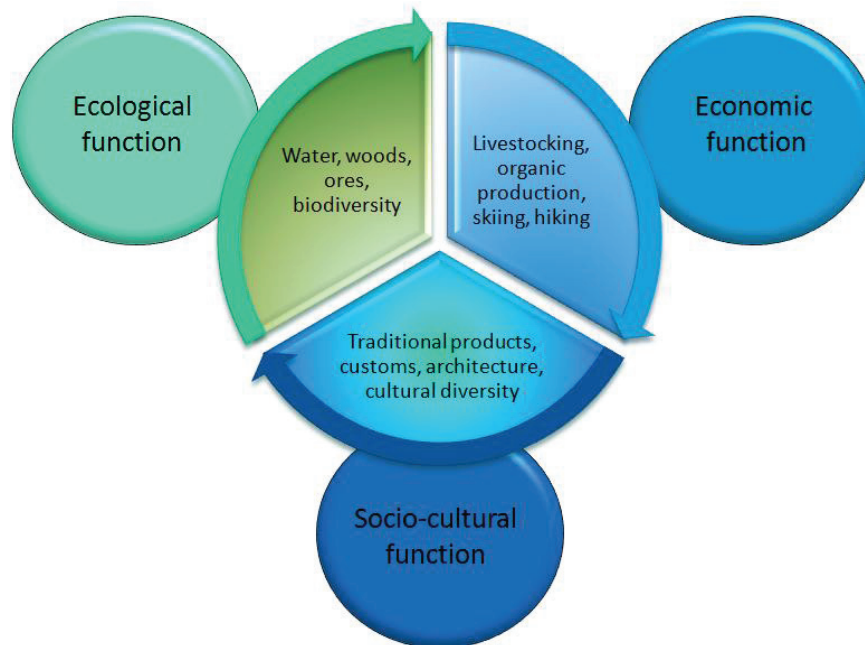 Ecological
function
Water, woods,
ores,
biodiversity
Livestocking,
organic
production,
skiing, hiking
Economic
function
Traditional products,
customs, architecture,
cultural diversity
Socio-cultural
function